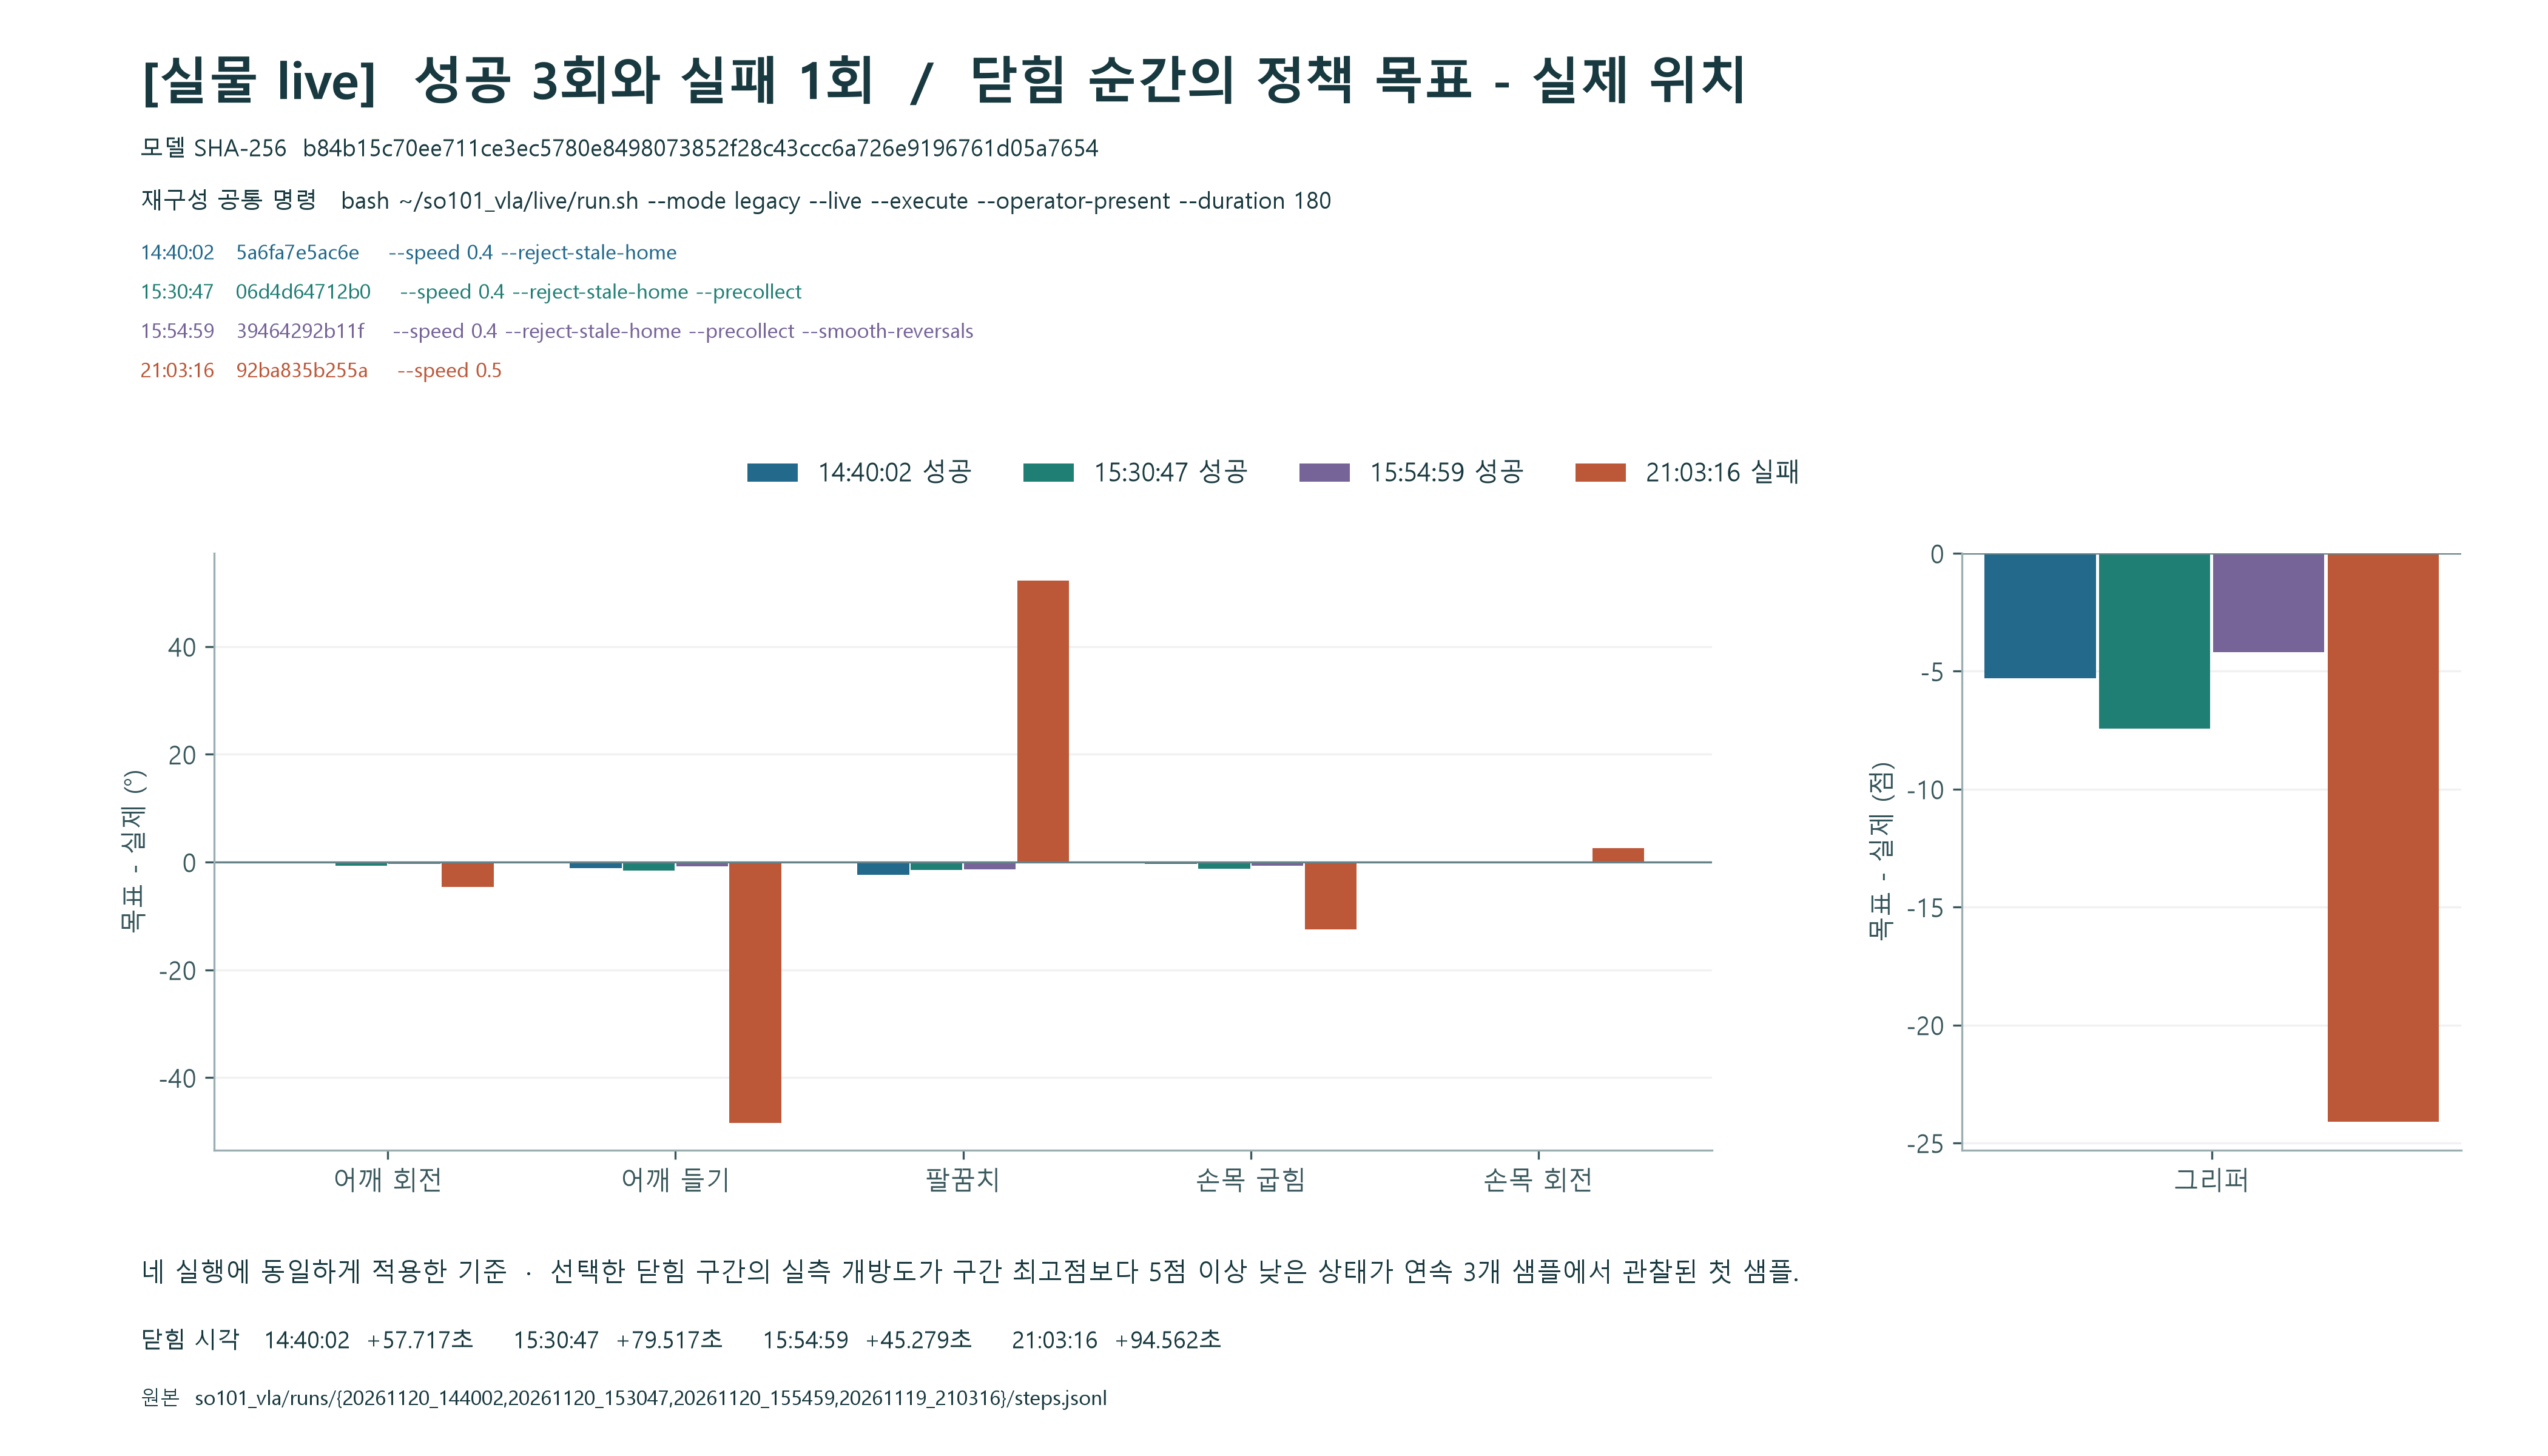 [실물 live] 성공 3회와 실패 1회 / 닫힘 순간의 정책 목표 - 실제 위치
모델 SHA-256 b84b15c70ee711ce3ec5780e8498073852f28c43ccc6a726e9196761d05a7654
재구성 공통 명령 bash ~/so101_vla/live/run.sh --mode legacy --live --execute --operator-present --duration 180
14:40:02 5a6fa7e5ac6e --speed 0.4 --reject-stale-home
15:30:47 06d4d64712b0 --speed 0.4 --reject-stale-home --precollect
15:54:59 39464292b11f --speed 0.4 --reject-stale-home --precollect --smooth-reversals
21:03:16 92ba835b255a --speed 0.5
14:40:02 성공 15:30:47 성공 15:54:59 성공 21:03:16 실패
목표 - 실제 (°)
40
20
0
-20
-40
어깨 회전 어깨 들기 팔꿈치 손목 굽힘 손목 회전
목표 - 실제 (점)
0
-5
-10
-15
-20
-25
그리퍼
네 실행에 동일하게 적용한 기준 · 선택한 닫힘 구간의 실측 개방도가 구간 최고점보다 5점 이상 낮은 상태가 연속 3개 샘플에서 관찰된 첫 샘플.
닫힘 시각 14:40:02 +57.717초 15:30:47 +79.517초 15:54:59 +45.279초 21:03:16 +94.562초
원본 so101_vla/runs/{20261120_144002,20261120_153047,20261120_155459,20261119_210316}/steps.jsonl